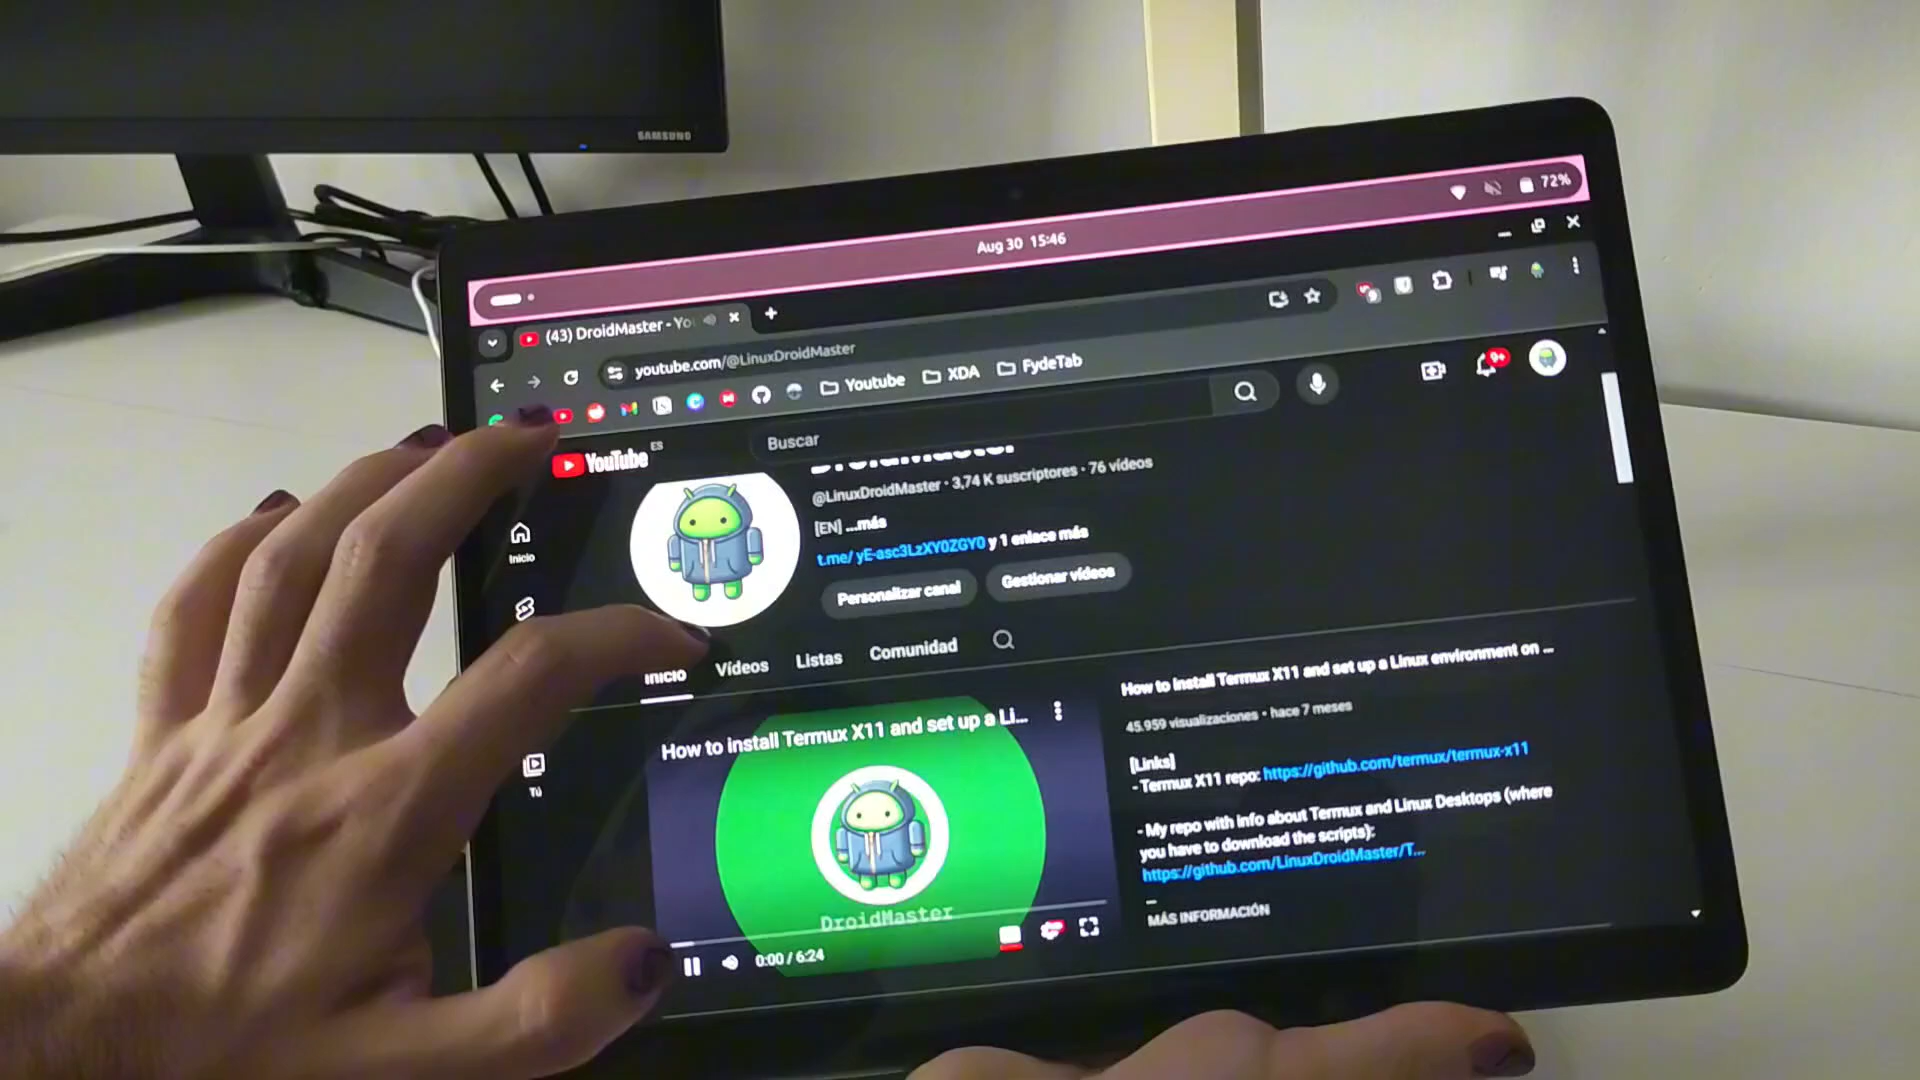 SAMSUNG
72%
Aug 30 15:46
(43) DroidMaster - You
youtube.com/@LinuxDroidMaster
Youtube
XDA
FydeTab
YouTube
ES
Buscar
9+
@LinuxDroidMaster • 3,74 K suscriptores • 76 vídeos
[EN] ...más
t.me/yE-asc3LzXY0ZGY0 y 1 enlace más
Personalizar canal
Gestionar vídeos
Inicio
Tú
Inicio
Vídeos
Listas
Comunidad
How to install Termux X11 and set up a Li...
DroidMaster
0:00 / 6:24
How to install Termux X11 and set up a Linux environment on ...
45.959 visualizaciones • hace 7 meses
[Links]
- Termux X11 repo: https://github.com/termux/termux-x11
- My repo with info about Termux and Linux Desktops (where
you have to download the scripts):
https://github.com/LinuxDroidMaster/T...
MÁS INFORMACIÓN